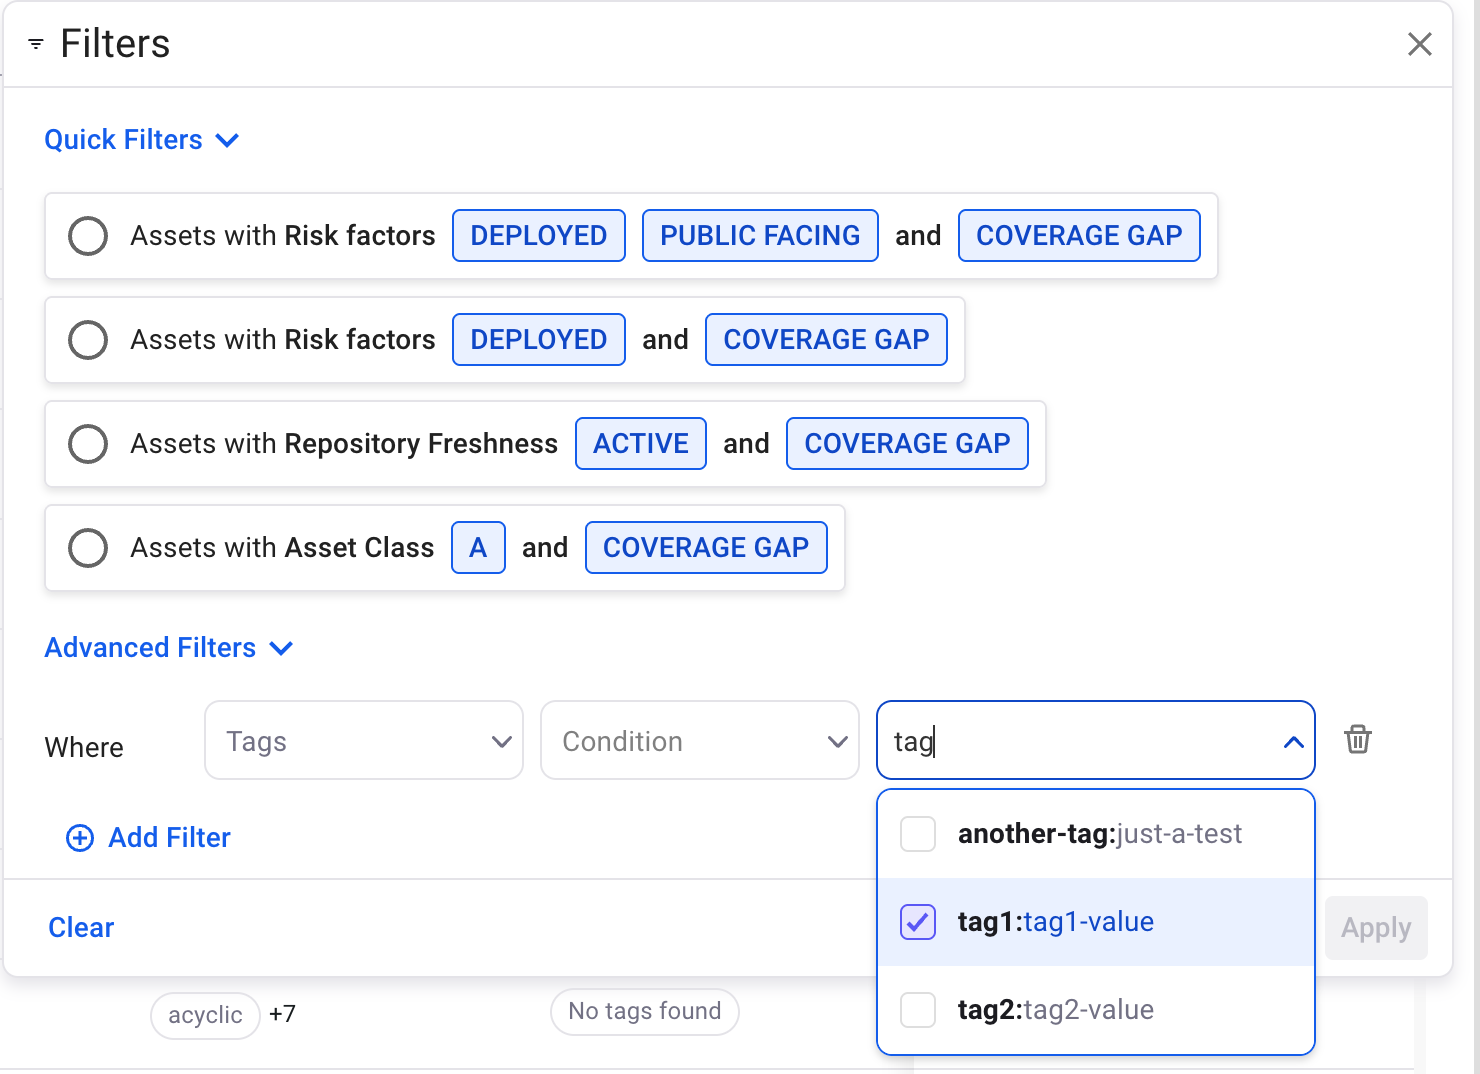 Filters
Quick Filters
Assets with Risk factors DEPLOYED PUBLIC FACING and COVERAGE GAP
Assets with Risk factors DEPLOYED and COVERAGE GAP
Assets with Repository Freshness ACTIVE and COVERAGE GAP
Assets with Asset Class A and COVERAGE GAP
Advanced Filters
Where Tags Condition tag
another-tag:just-a-test
tag1:tag1-value
tag2:tag2-value
Add Filter
Clear Apply
acyclic +7 No tags found